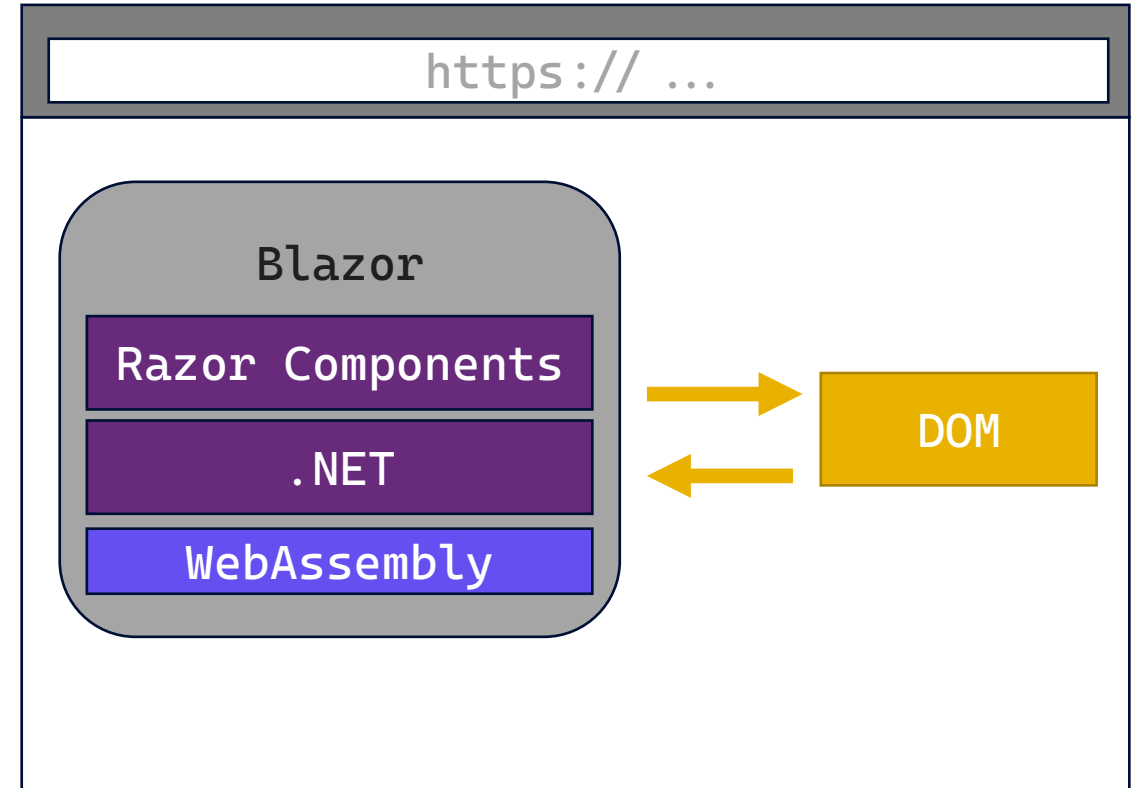 https:// ...
Blazor
Razor Components
.NET
WebAssembly
DOM